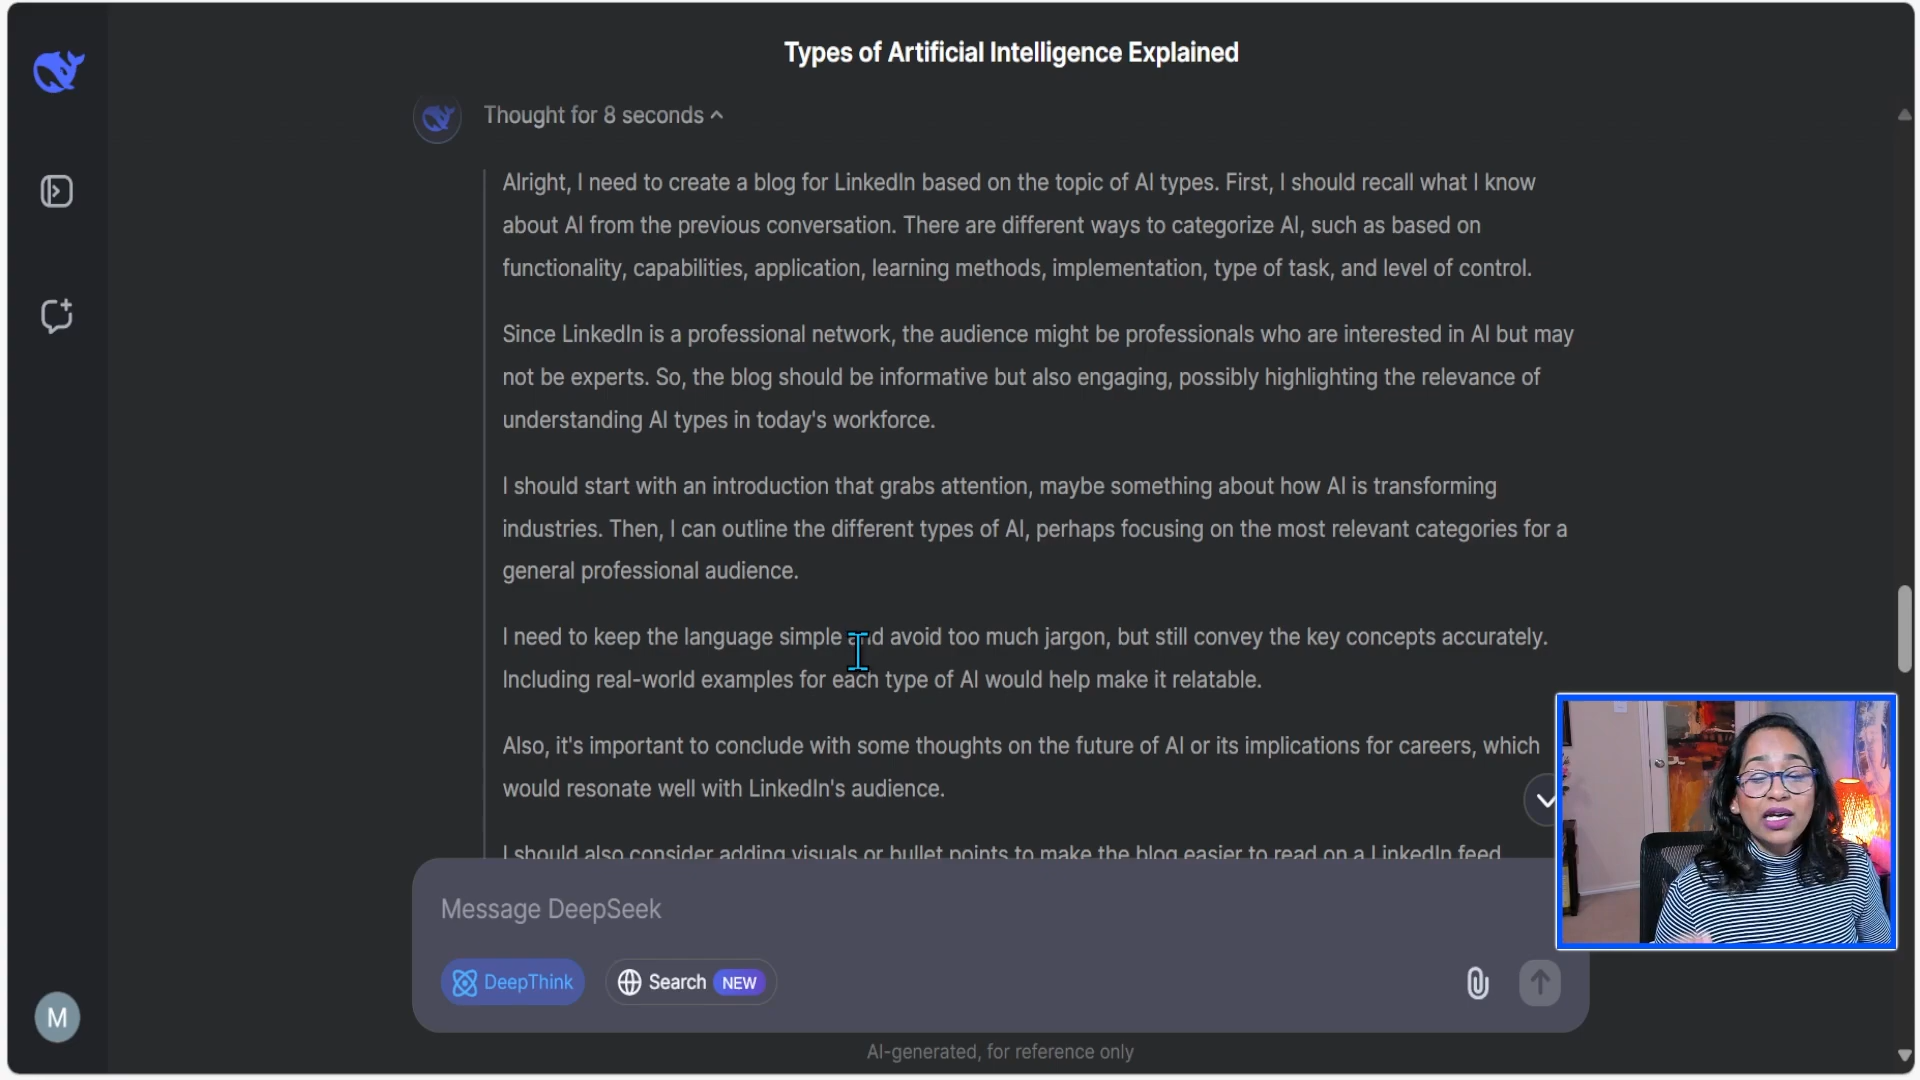 Types of Artificial Intelligence Explained
Thought for 8 seconds
Alright, I need to create a blog for LinkedIn based on the topic of AI types. First, I should recall what I know
about AI from the previous conversation. There are different ways to categorize AI, such as based on
functionality, capabilities, application, learning methods, implementation, type of task, and level of control.
Since LinkedIn is a professional network, the audience might be professionals who are interested in AI but may
not be experts. So, the blog should be informative but also engaging, possibly highlighting the relevance of
understanding AI types in today's workforce.
I should start with an introduction that grabs attention, maybe something about how AI is transforming
industries. Then, I can outline the different types of AI, perhaps focusing on the most relevant categories for a
general professional audience.
I need to keep the language simple and avoid too much jargon, but still convey the key concepts accurately.
Including real-world examples for each type of AI would help make it relatable.
Also, it's important to conclude with some thoughts on the future of AI or its implications for careers, which
would resonate well with LinkedIn's audience.
I should also consider adding visuals or bullet points to make the blog easier to read on a LinkedIn feed
Message DeepSeek
DeepThink
Search NEW
M
AI-generated, for reference only